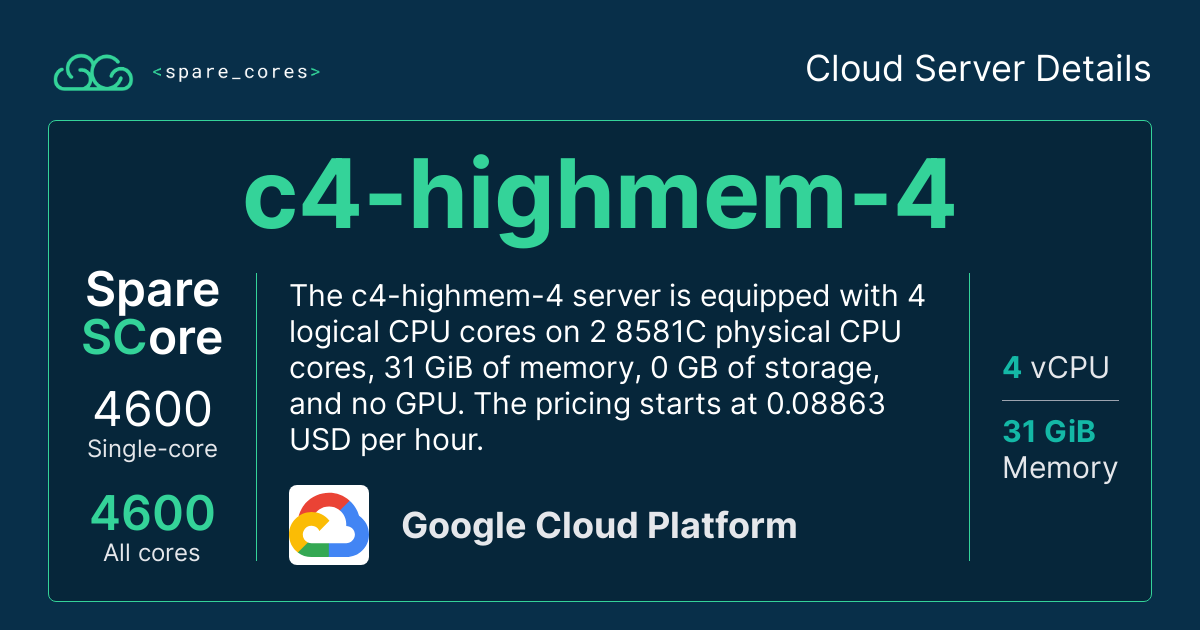 <spare_cores>
Cloud Server Details
c4-highmem-4
Spare
SCore
4600
Single-core
4600
All cores
The c4-highmem-4 server is equipped with 4
logical CPU cores on 2 8581C physical CPU
cores, 31 GiB of memory, 0 GB of storage,
and no GPU. The pricing starts at 0.08863
USD per hour.
Google Cloud Platform
4 vCPU
31 GiB
Memory